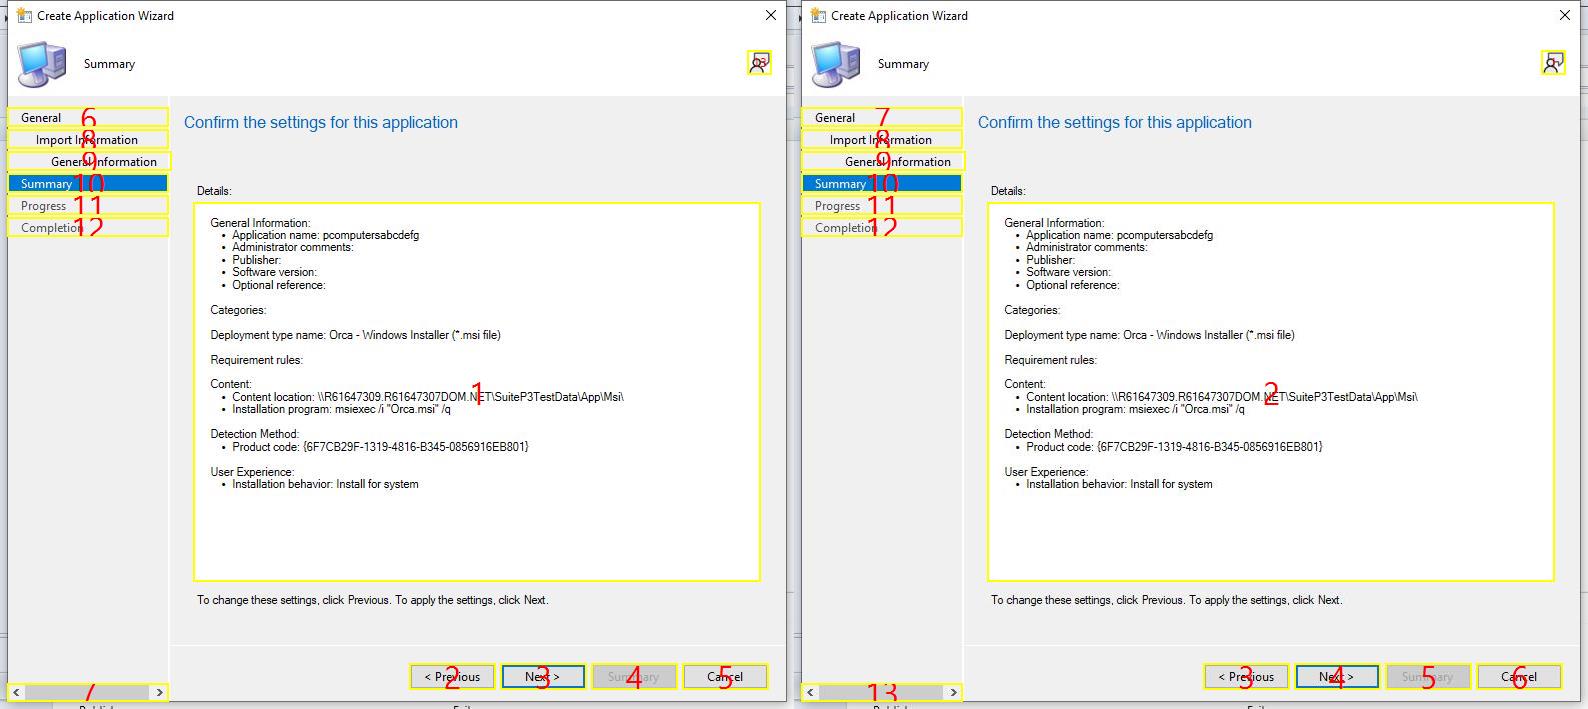 Create Application Wizard
Summary
13
General 6
Import Information 8
General Information 9
Summary 10
Progress 11
Completion 12
7
Confirm the settings for this application
Details:
General Information:
• Application name: pcomputersabcdefg
• Administrator comments:
• Publisher:
• Software version:
• Optional reference:
Categories:
Deployment type name: Orca - Windows Installer (*.msi file)
Requirement rules:
Content:
1
• Content location: \\R61647309.R61647307DOM.NET\SuiteP3TestData\App\Msi\
• Installation program: msiexec /i "Orca.msi" /q
Detection Method:
• Product code: {6F7CB29F-1319-4816-B345-0856916EB801}
User Experience:
• Installation behavior: Install for system
To change these settings, click Previous. To apply the settings, click Next.
< Previous 2
Next > 3
Summary 4
Cancel 5
Create Application Wizard
Summary
General 7
Import Information 8
General Information 9
Summary 10
Progress 11
Completion 12
13
Confirm the settings for this application
Details:
General Information:
• Application name: pcomputersabcdefg
• Administrator comments:
• Publisher:
• Software version:
• Optional reference:
Categories:
Deployment type name: Orca - Windows Installer (*.msi file)
Requirement rules:
Content:
2
• Content location: \\R61647309.R61647307DOM.NET\SuiteP3TestData\App\Msi\
• Installation program: msiexec /i "Orca.msi" /q
Detection Method:
• Product code: {6F7CB29F-1319-4816-B345-0856916EB801}
User Experience:
• Installation behavior: Install for system
To change these settings, click Previous. To apply the settings, click Next.
< Previous 3
Next > 4
Summary 5
Cancel 6